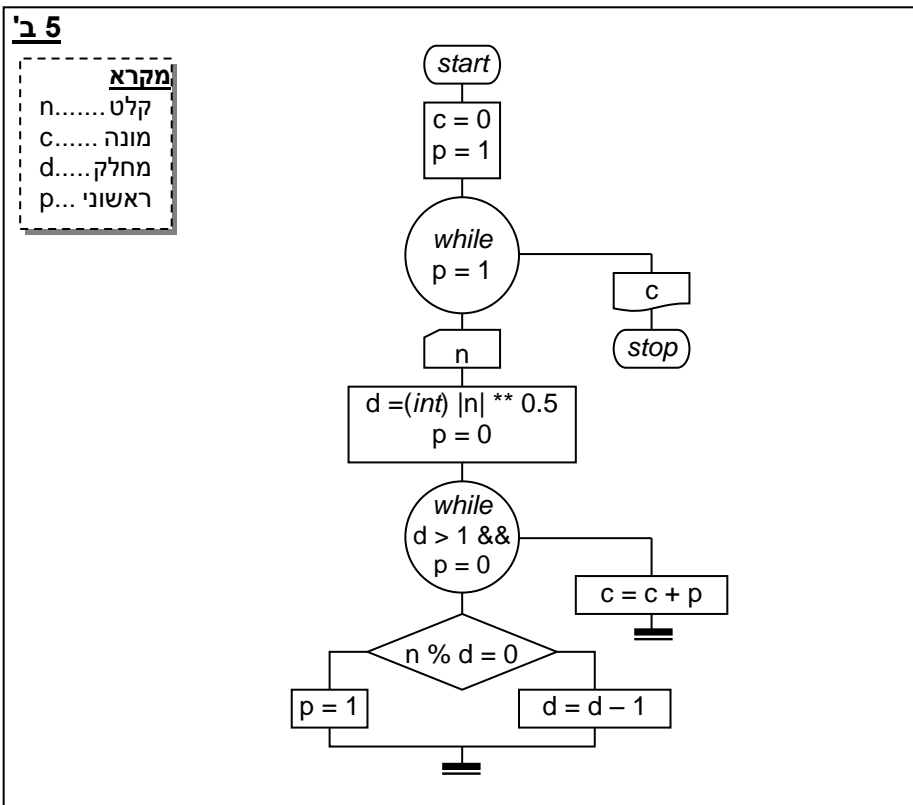 5 ב'
מקרא
קלט.......n
מונה ......c
מחלק.....d
ראשוני ...p
start
c = 0
p = 1
while
p = 1
c
stop
n
d =(int) |n| ** 0.5
p = 0
while
d > 1 &&
p = 0
c = c + p
n % d = 0
p = 1
d = d – 1